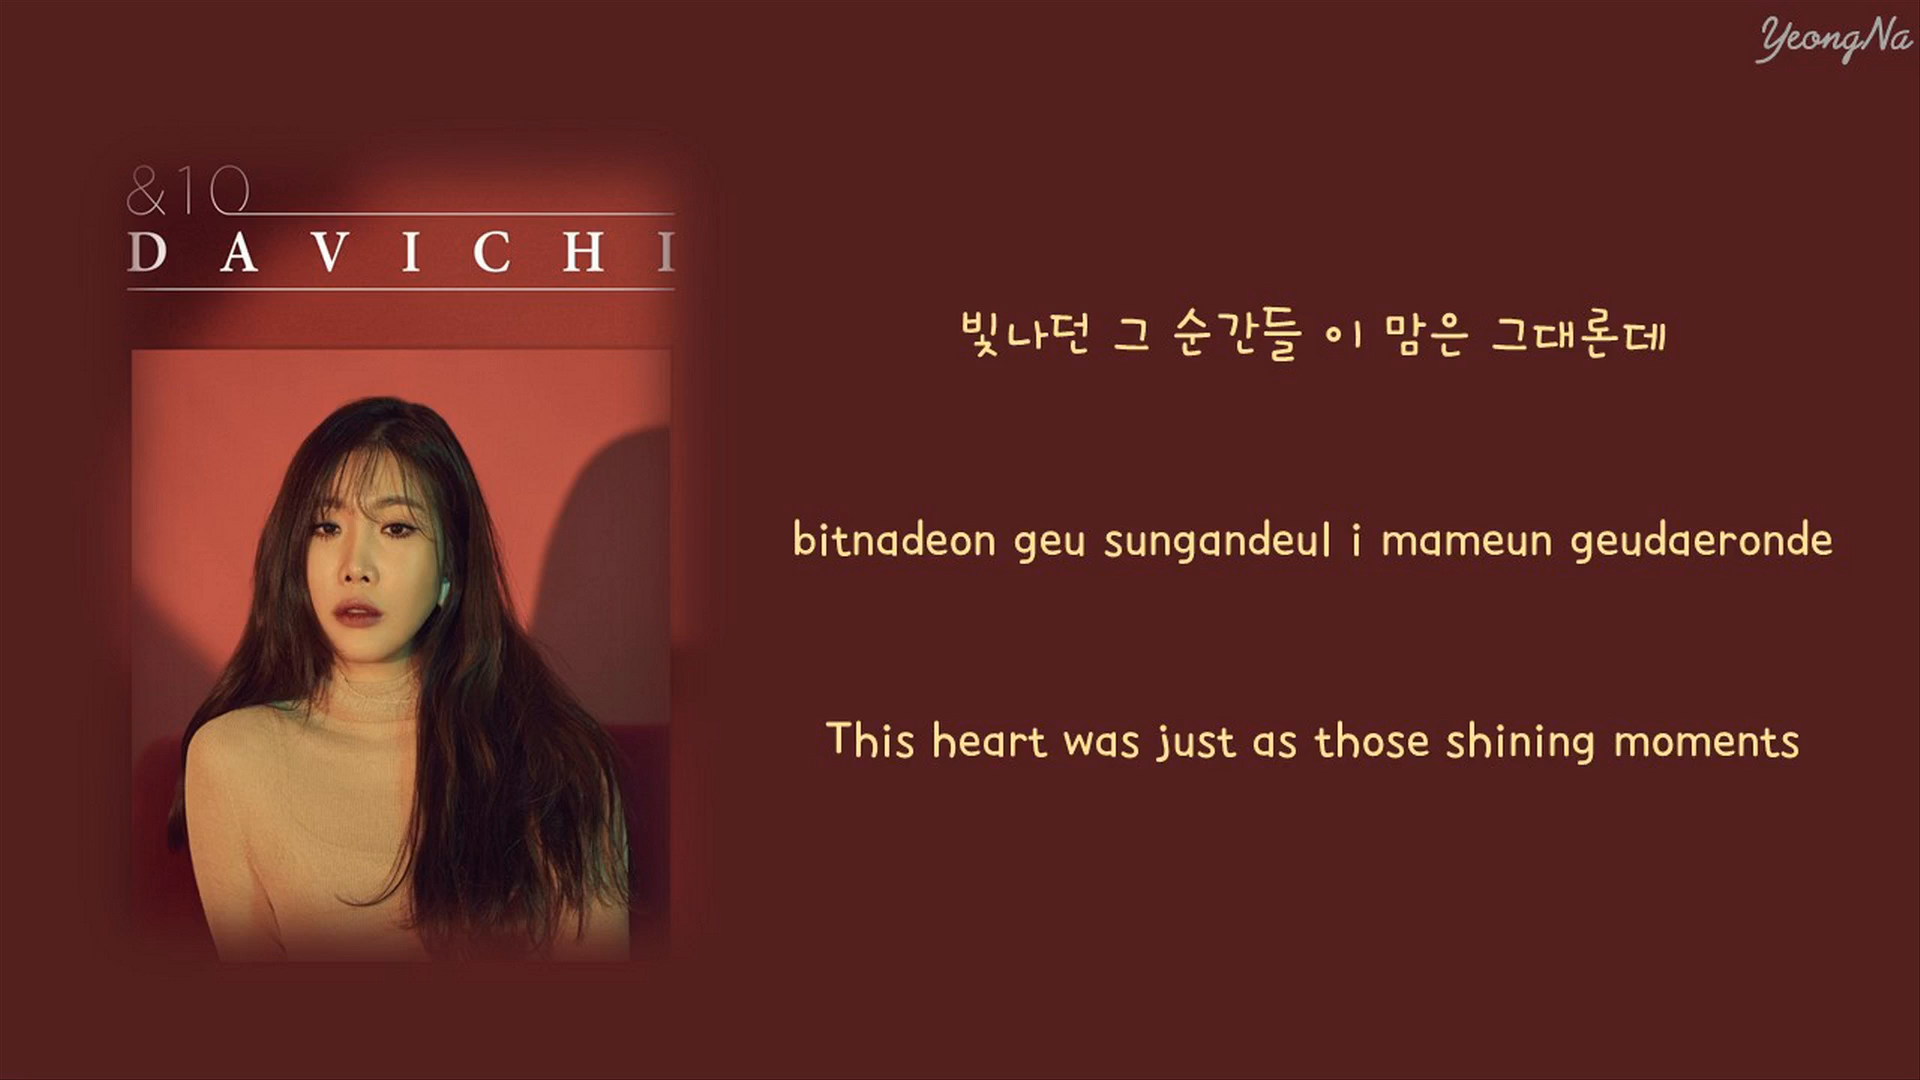 YeongNa
&10
DAVICHI
빛나던 그 순간들 이 맘은 그대론데
bitnadeon geu sungandeul i mameun geudaeronde
This heart was just as those shining moments